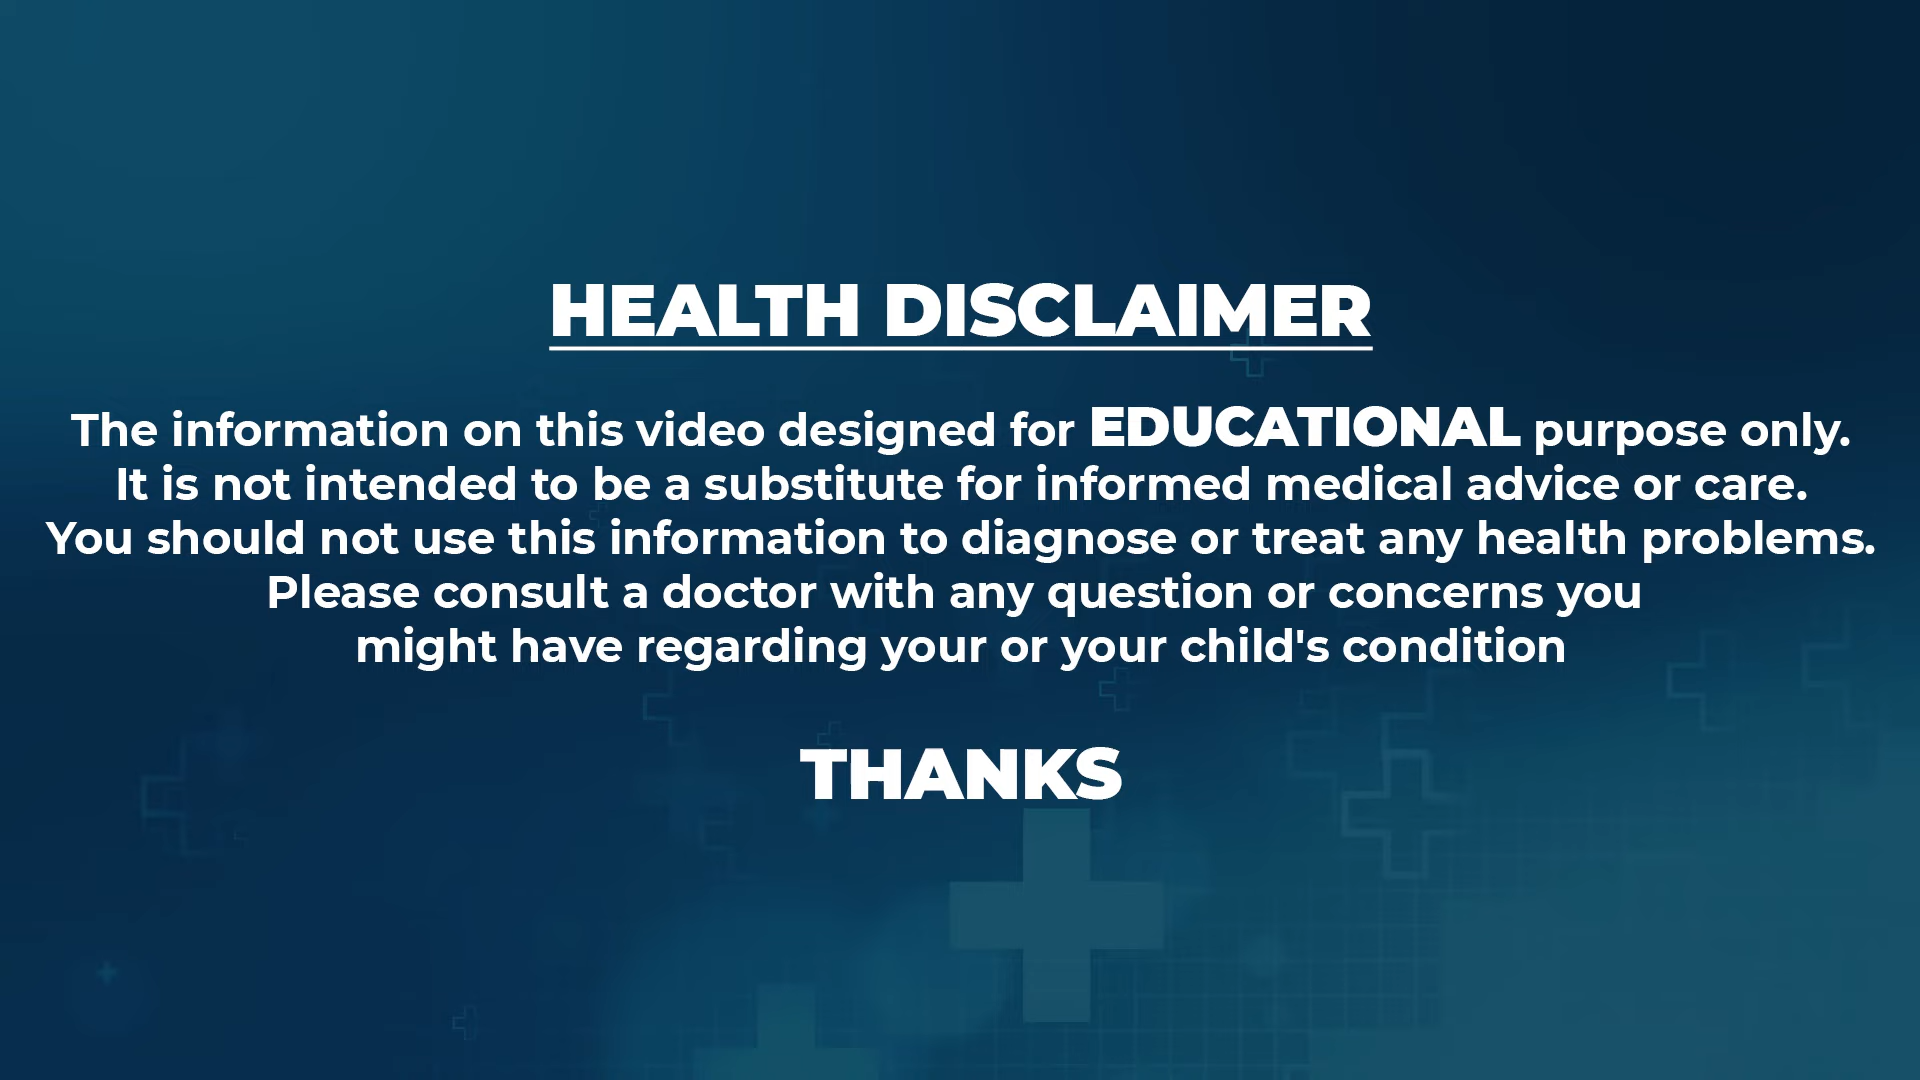 HEALTH DISCLAIMER
The information on this video designed for EDUCATIONAL purpose only.
It is not intended to be a substitute for informed medical advice or care.
You should not use this information to diagnose or treat any health problems.
Please consult a doctor with any question or concerns you
might have regarding your or your child's condition
THANKS